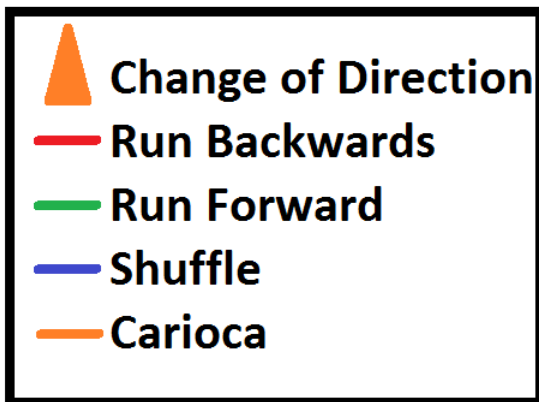 Change of Direction
Run Backwards
Run Forward
Shuffle
Carioca